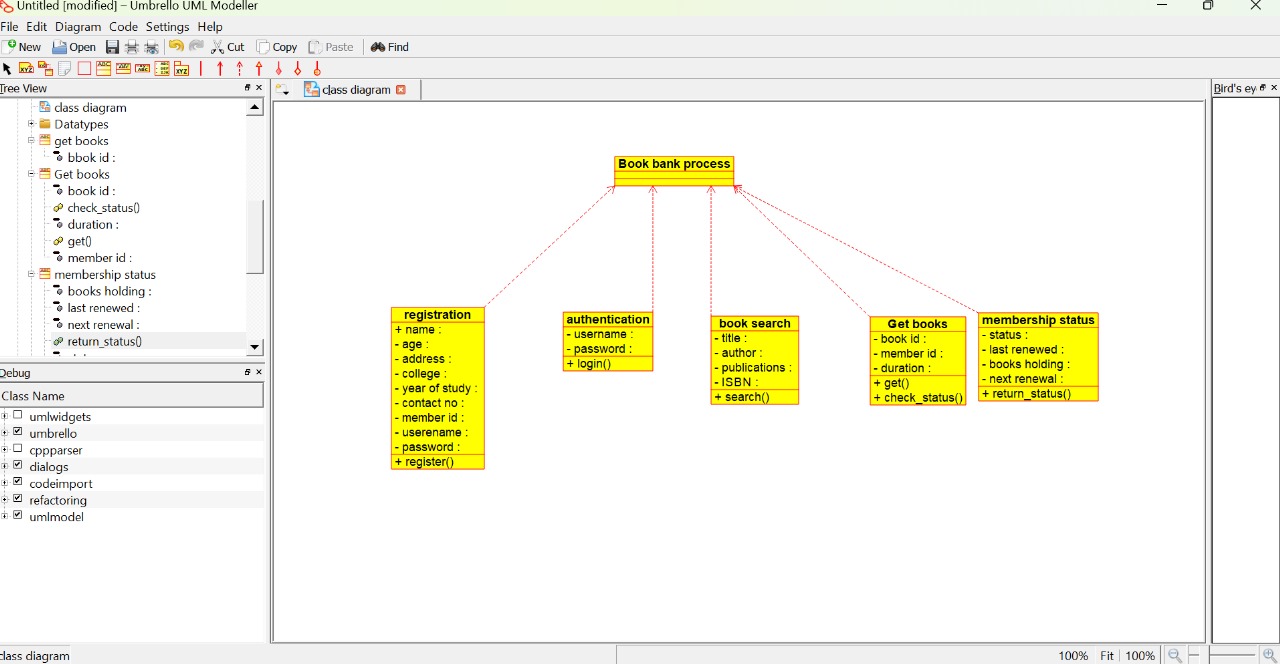 Untitled [modified] – Umbrello UML Modeller
File Edit Diagram Code Settings Help
New Open Cut Copy Paste Find
Tree View
class diagram
Bird's ey
class diagram
Datatypes
get books
bbok id :
Get books
book id :
check_status()
duration :
get()
member id :
membership status
books holding :
last renewed :
next renewal :
return_status()
Debug
Class Name
umlwidgets
umbrello
cppparser
dialogs
codeimport
refactoring
umlmodel
Book bank process
registration
+ name :
- age :
- address :
- college :
- year of study :
- contact no :
- member id :
- userename :
- password :
+ register()
authentication
- username :
- password :
+ login()
book search
- title :
- author :
- publications :
- ISBN :
+ search()
Get books
- book id :
- member id :
- duration :
+ get()
+ check_status()
membership status
- status :
- last renewed :
- books holding :
- next renewal :
+ return_status()
class diagram
100% Fit 100%